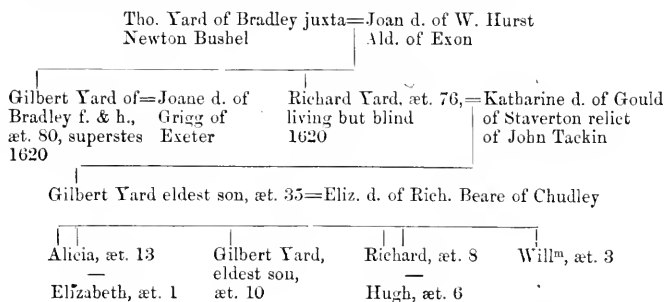 Tho. Yard of Bradley juxta=Joan d. of W. Hurst
Newton Bushel Ald. of Exon
Gilbert Yard of=Joane d. of Richard Yard, æt. 76,=Katharine d. of Gould
Bradley f. & h., Grigg of living but blind of Staverton relict
æt. 80, superstes Exeter 1620 of John Tackin
1620
Gilbert Yard eldest son, æt. 35=Eliz. d. of Rich. Beare of Chudley
Alicia, æt. 13 Gilbert Yard, Richard, æt. 8 Willᵐ, æt. 3
— eldest son, —
Elizabeth, æt. 1 æt. 10 Hugh, æt. 6